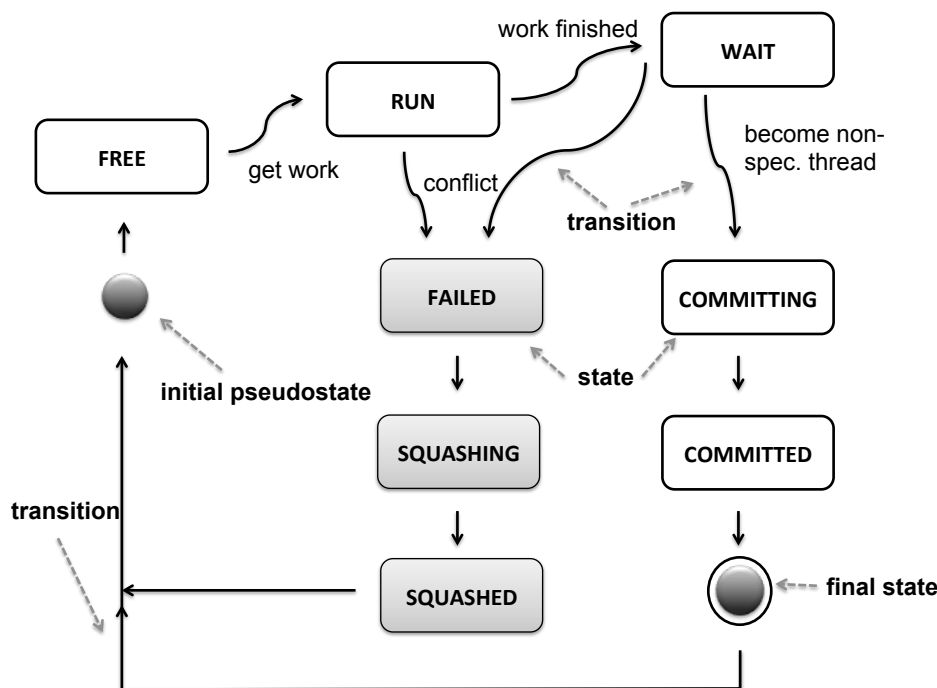 work finished
WAIT
RUN
become non-
spec. thread
FREE
get work
conflict
transition
FAILED
COMMITTING
initial pseudostate
state
SQUASHING
COMMITTED
transition
SQUASHED
final state